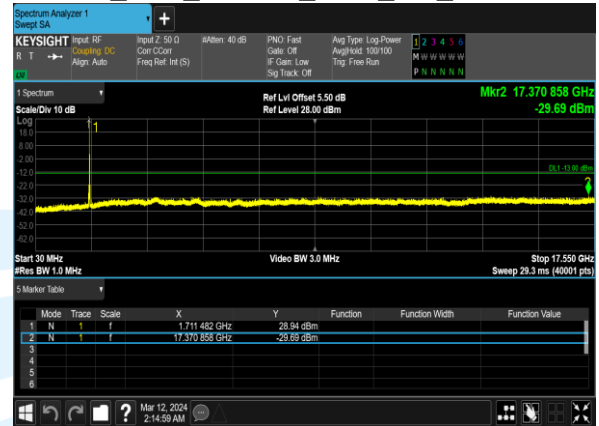 Spectrum Analyzer 1
Swept SA
+
KEYSIGHT
R T
Input: RF
Coupling: DC
Align: Auto
Input Z: 50 Ω
Corr CCorr
Freq Ref: Int (S)
#Atten: 40 dB
PNO: Fast
Gate: Off
IF Gain: Low
Sig Track: Off
Avg Type: Log-Power
Avg|Hold: 100/100
Trig: Free Run
1 2 3 4 5 6
M W W W W W
P N N N N N
1 Spectrum
Scale/Div 10 dB
Ref Lvl Offset 5.50 dB
Ref Level 28.00 dBm
Mkr2 17.370 858 GHz
-29.69 dBm
Log
18.0
8.00
-2.00
-12.0
-22.0
-32.0
-42.0
-52.0
-62.0
1
DL1 -13.00 dBm
2
Start 30 MHz
#Res BW 1.0 MHz
Video BW 3.0 MHz
Stop 17.550 GHz
Sweep 29.3 ms (40001 pts)
5 Marker Table
Mode Trace Scale X Y Function Function Width Function Value
1 N 1 f 1.711 482 GHz 28.94 dBm
2 N 1 f 17.370 858 GHz -29.69 dBm
3
4
5
6
?
Mar 12, 2024
2:14:59 AM